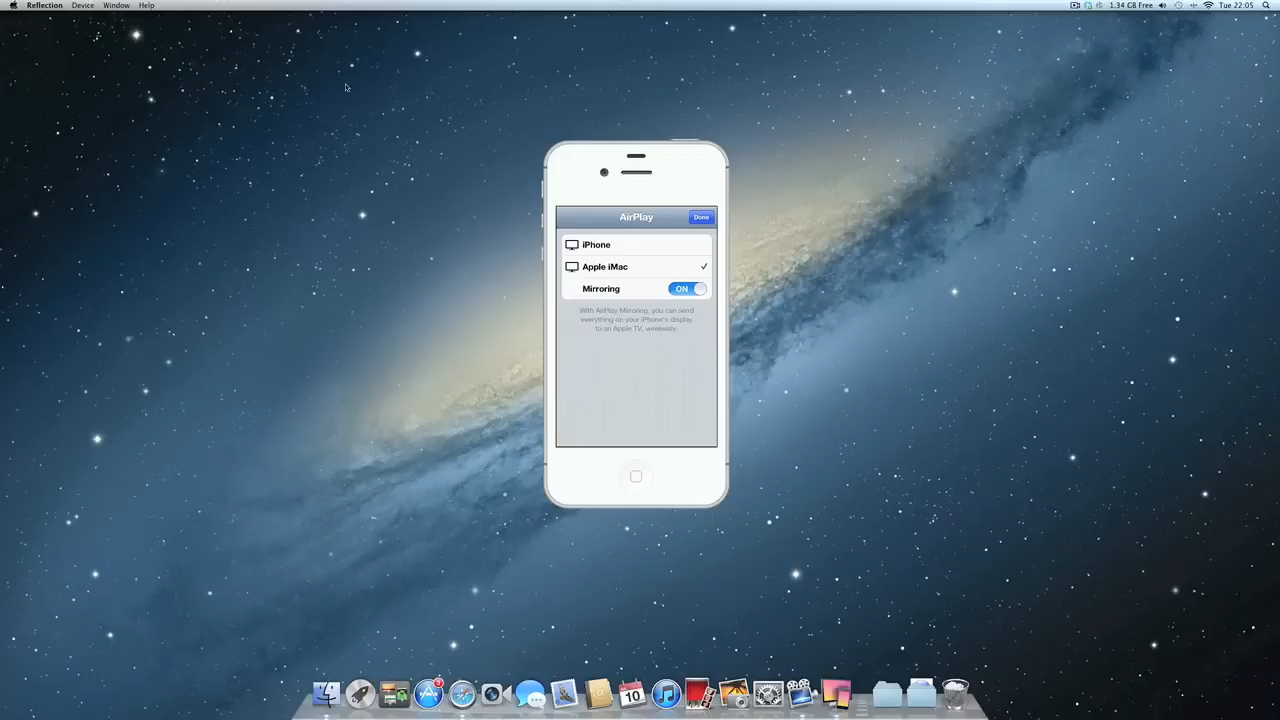 Reflection Device Window Help 1.34 GB Free Tue 22:05
AirPlay Done
iPhone
Apple iMac
Mirroring ON
With AirPlay Mirroring, you can send
everything on your iPhone's display
to an Apple TV, wirelessly.
3
10